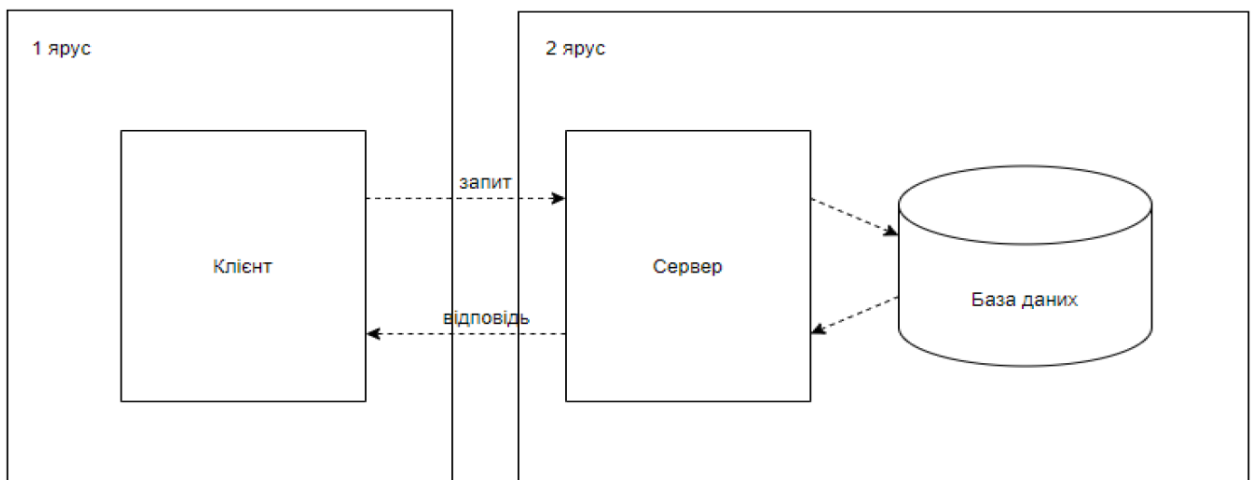 1 ярус
2 ярус
запит
Клієнт
Сервер
База даних
відповідь